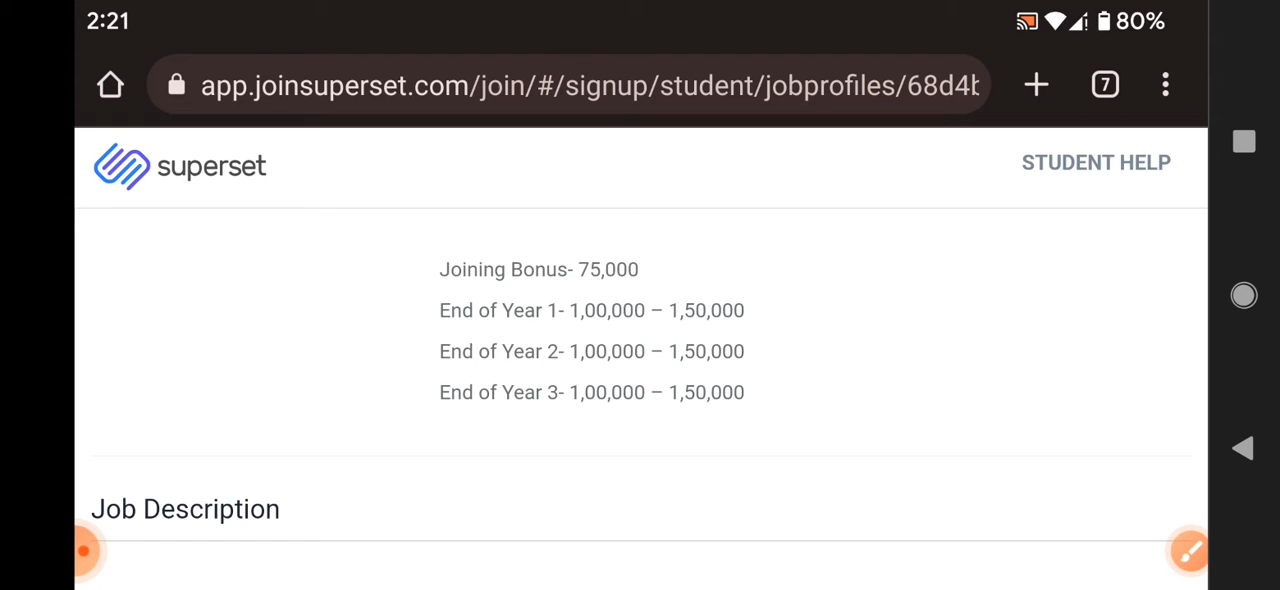 2:21
80%
app.joinsuperset.com/join/#/signup/student/jobprofiles/68d4b
7
superset
STUDENT HELP
Joining Bonus- 75,000
End of Year 1- 1,00,000 – 1,50,000
End of Year 2- 1,00,000 – 1,50,000
End of Year 3- 1,00,000 – 1,50,000
Job Description